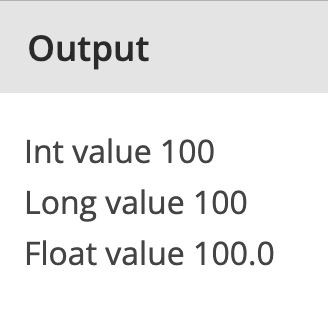 Output
Int value 100
Long value 100
Float value 100.0